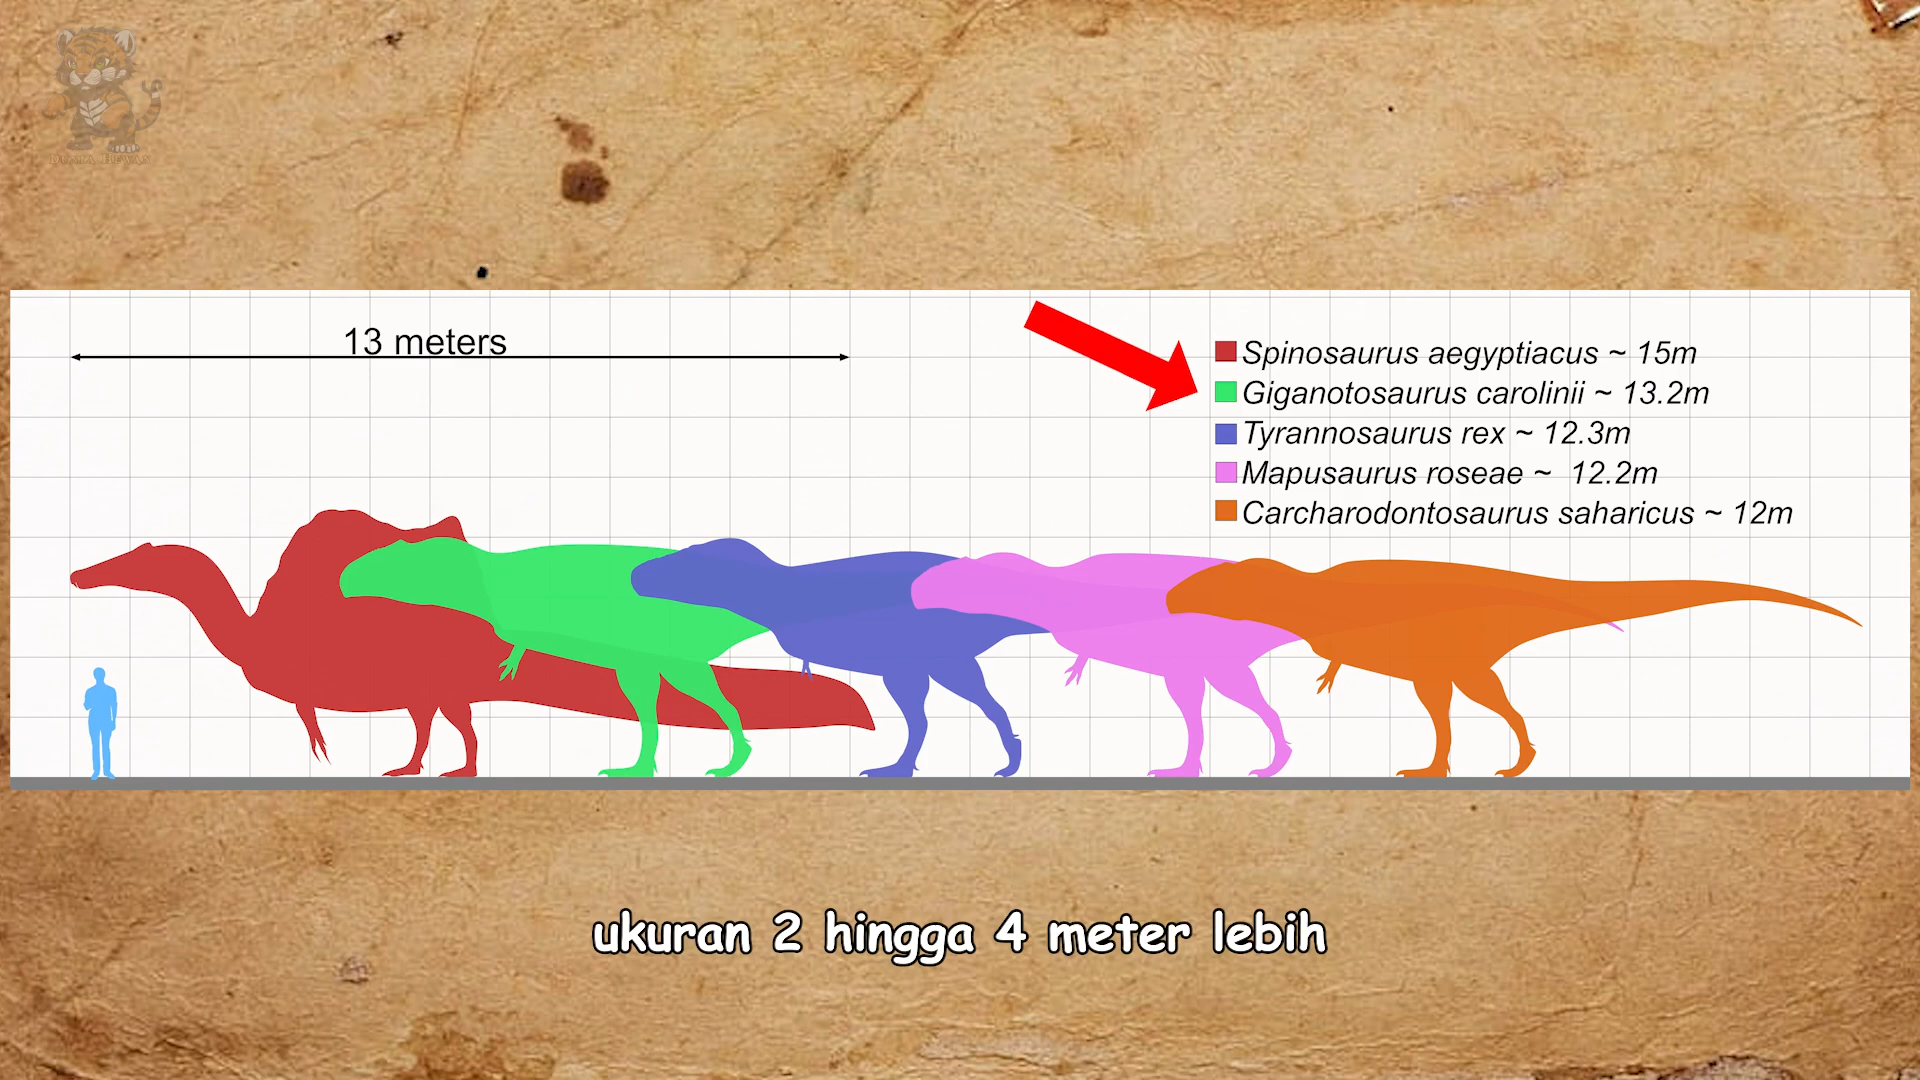 13 meters
Spinosaurus aegyptiacus ~ 15m
Giganotosaurus carolinii ~ 13.2m
Tyrannosaurus rex ~ 12.3m
Mapusaurus roseae ~  12.2m
Carcharodontosaurus saharicus ~ 12m
ukuran 2 hingga 4 meter lebih